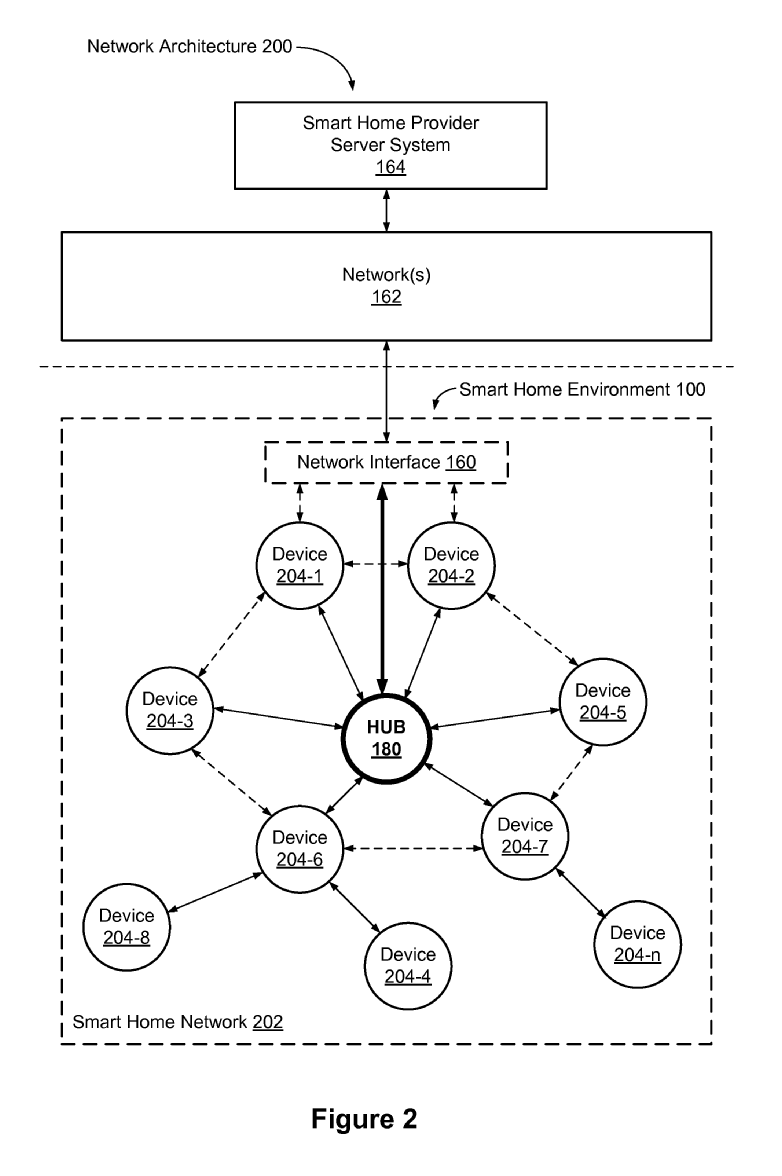 Network Architecture 200
Smart Home Provider
Server System
164
Network(s)
162
Smart Home Environment 100
Network Interface 160
Device
204-1
Device
204-2
Device
204-3
Device
204-5
HUB
180
Device
204-6
Device
204-7
Device
204-8
Device
204-4
Device
204-n
Smart Home Network 202
Figure 2